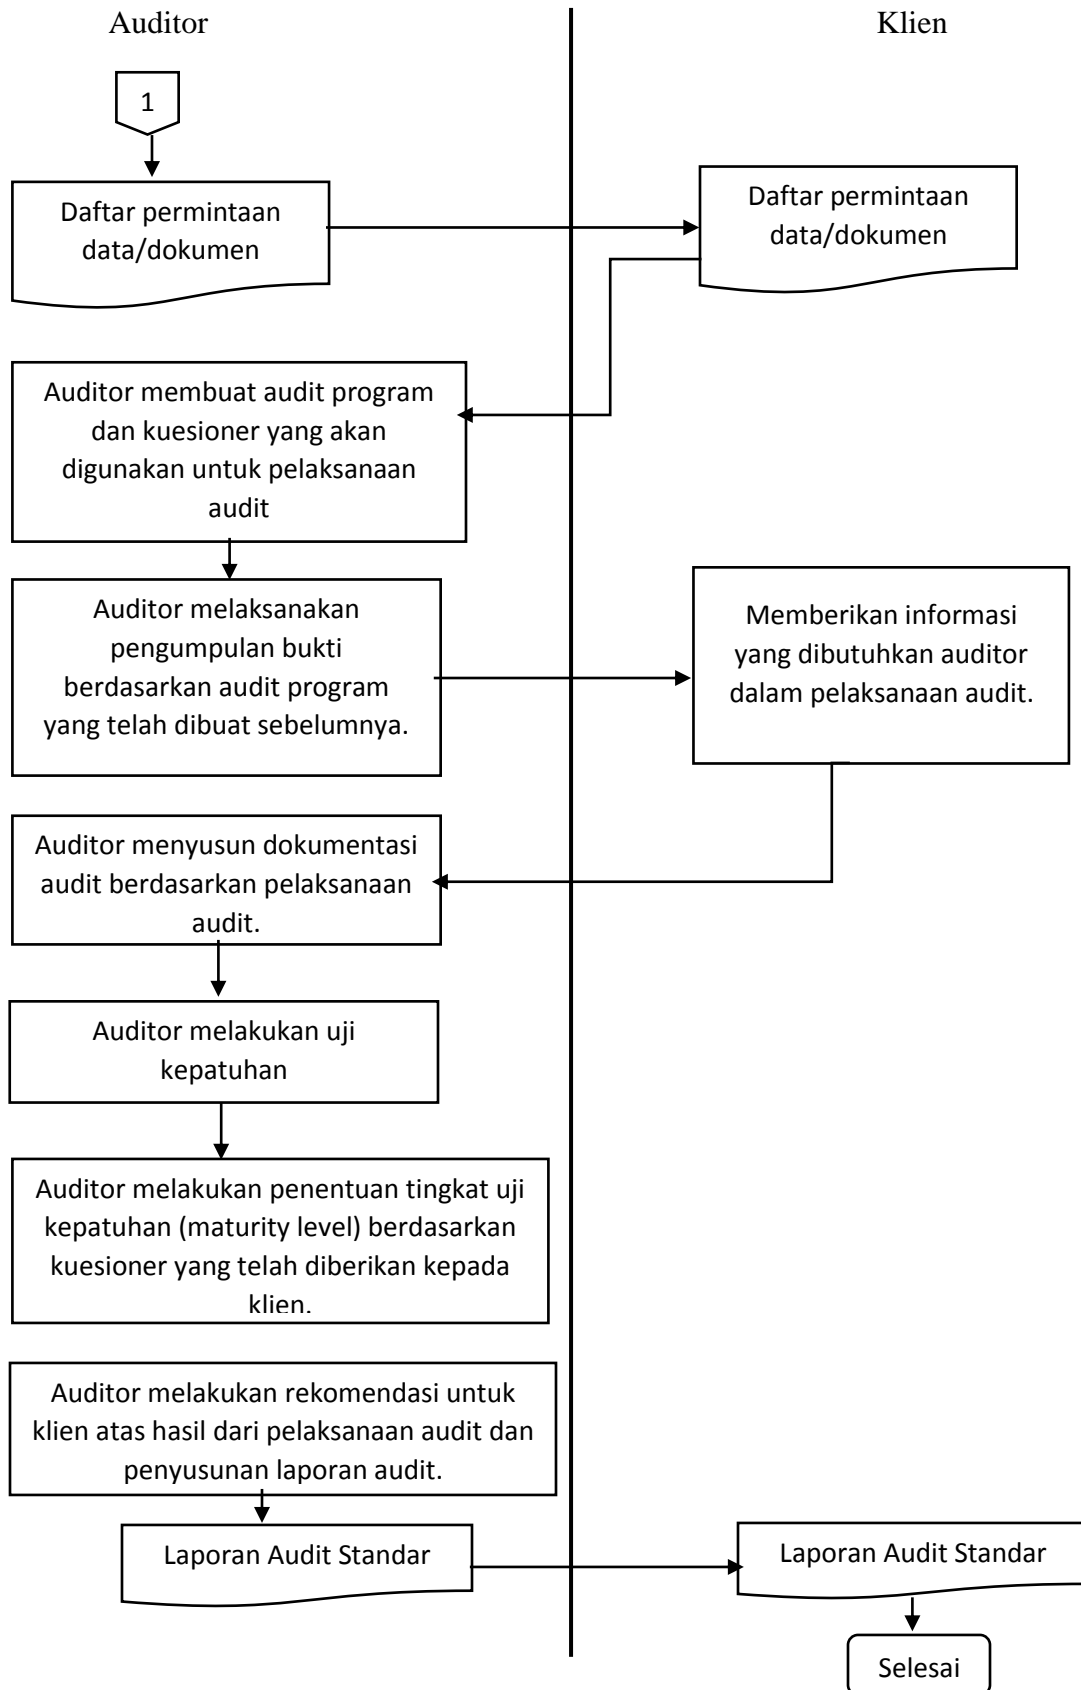 Auditor
Klien
1
Daftar permintaan
data/dokumen
Daftar permintaan
data/dokumen
Auditor membuat audit program
dan kuesioner yang akan
digunakan untuk pelaksanaan
audit
Auditor melaksanakan
pengumpulan bukti
berdasarkan audit program
yang telah dibuat sebelumnya.
Memberikan informasi
yang dibutuhkan auditor
dalam pelaksanaan audit.
Auditor menyusun dokumentasi
audit berdasarkan pelaksanaan
audit.
Auditor melakukan uji
kepatuhan
Auditor melakukan penentuan tingkat uji
kepatuhan (maturity level) berdasarkan
kuesioner yang telah diberikan kepada
klien.
Auditor melakukan rekomendasi untuk
klien atas hasil dari pelaksanaan audit dan
penyusunan laporan audit.
Laporan Audit Standar
Laporan Audit Standar
Selesai